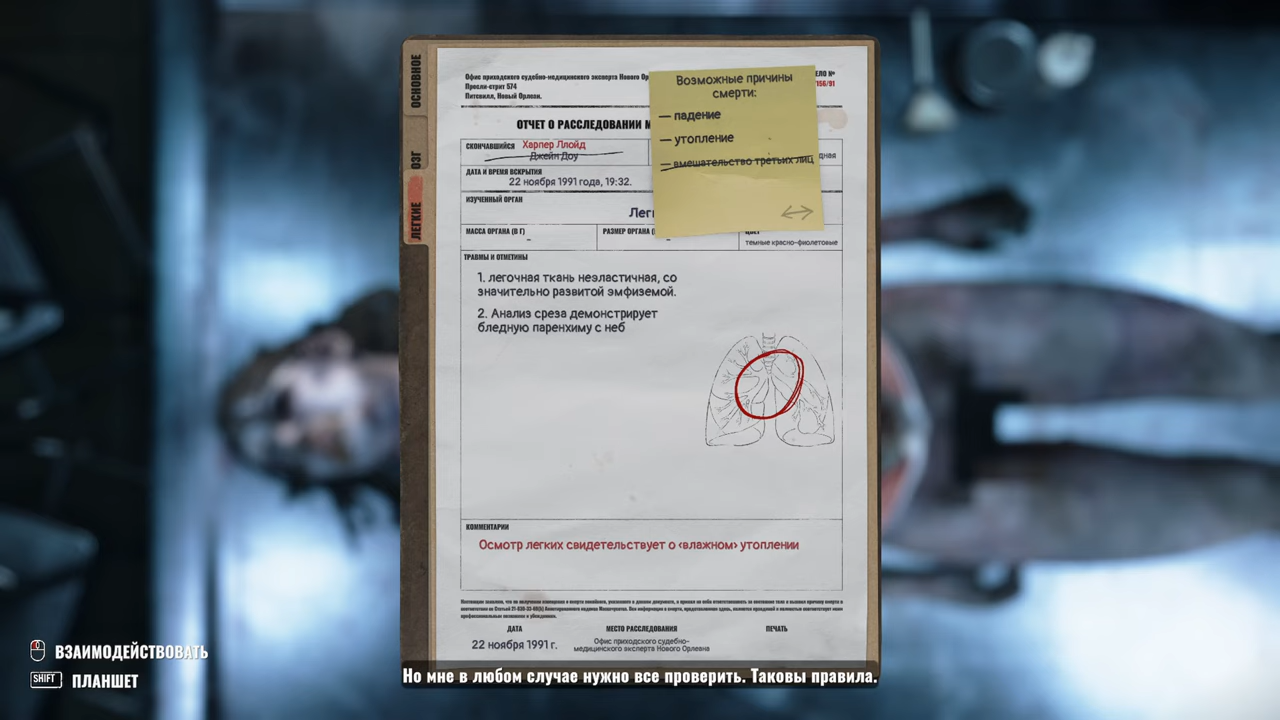 ОСНОВНОЕ
ОЗГ
ЛЕГКИЕ
Офис приходского судебно-медицинского эксперта Нового Ор
Пресли-стрит 574
Питсвилл, Новый Орлеан.
ЕЛО №
156/91
Возможные причины
смерти:
— падение
— утопление
— вмешательство третьих лиц
ОТЧЕТ О РАССЛЕДОВАНИИ М
СКОНЧАВШИЙСЯ Харпер Ллойд
Джейн Доу
дная
ДАТА И ВРЕМЯ ВСКРЫТИЯ
22 ноября 1991 года, 19:32.
ИЗУЧЕННЫЙ ОРГАН
Лег
МАССА ОРГАНА (В Г)
–
РАЗМЕР ОРГАНА (
–
ЦВЕТ
темные красно-фиолетовые
ТРАВМЫ И ОТМЕТИНЫ
1. легочная ткань неэластичная, со
значительно развитой эмфиземой.
2. Анализ среза демонстрирует
бледную паренхиму с неб
КОММЕНТАРИИ
Осмотр легких свидетельствует о «влажном» утоплении
ДАТА
22 ноября 1991 г.
МЕСТО РАССЛЕДОВАНИЯ
Офис приходского судебно-
медицинского эксперта Нового Орлеана
ПЕЧАТЬ
ВЗАИМОДЕЙСТВОВАТЬ
SHIFT ПЛАНШЕТ
Но мне в любом случае нужно все проверить. Таковы правила.